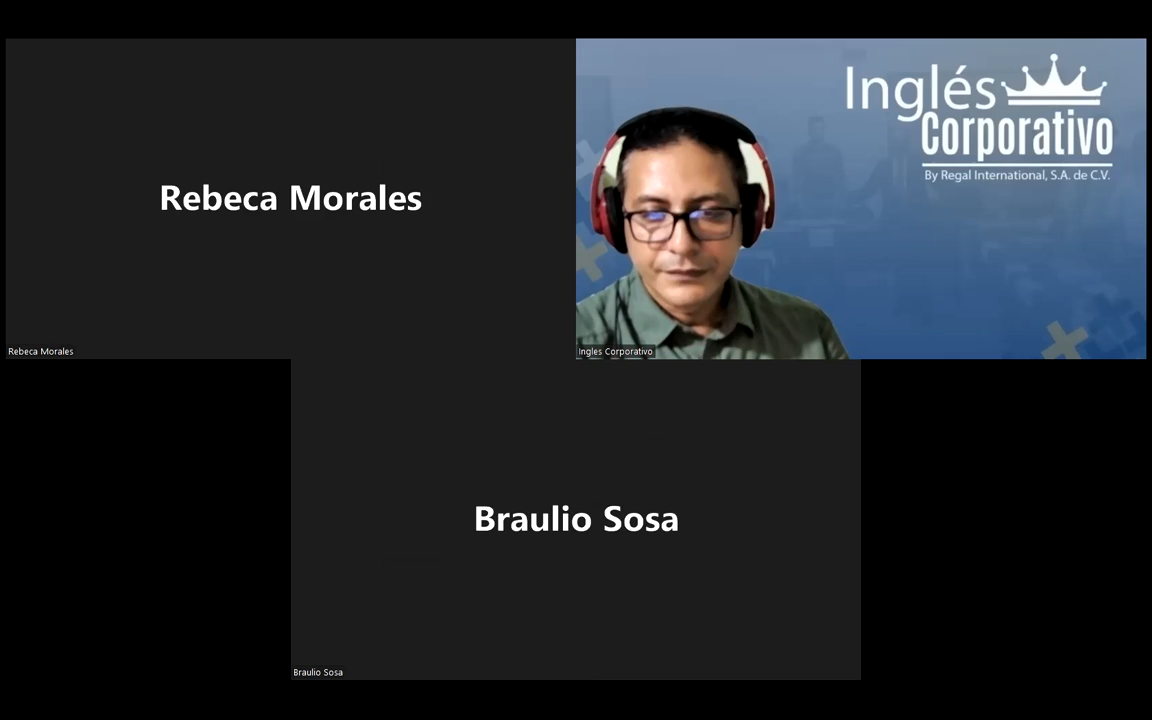 Rebeca Morales
Rebeca Morales
Inglés
Corporativo
By Regal International, S.A. de C.V.
Ingles Corporativo
Braulio Sosa
Braulio Sosa